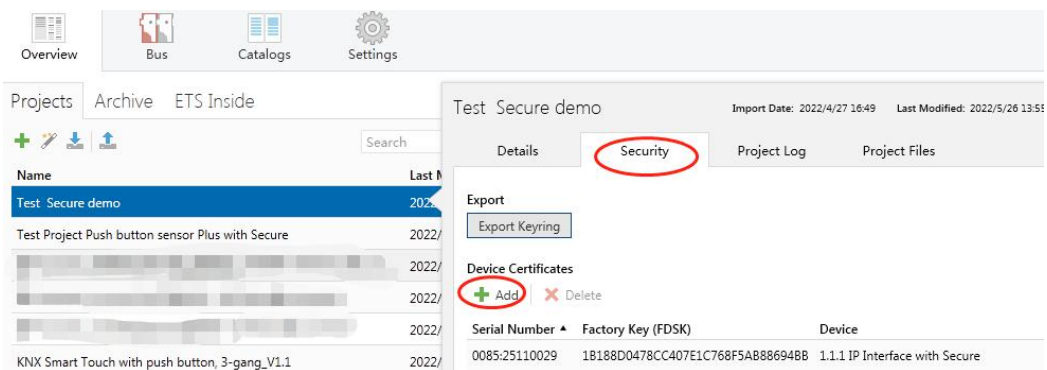 Overview Bus Catalogs Settings
Projects Archive ETS Inside
Search
Name Last M
Test Secure demo 202
Test Project Push button sensor Plus with Secure 2022/
2022/
2022/
2022/
KNX Smart Touch with push button, 3-gang_V1.1 2022/
Test Secure demo Import Date: 2022/4/27 16:49 Last Modified: 2022/5/26 13:55
Details Security Project Log Project Files
Export
Export Keyring
Device Certificates
Add Delete
Serial Number Factory Key (FDSK) Device
0085:25110029 1B188D0478CC407E1C768F5AB88694BB 1.1.1 IP Interface with Secure